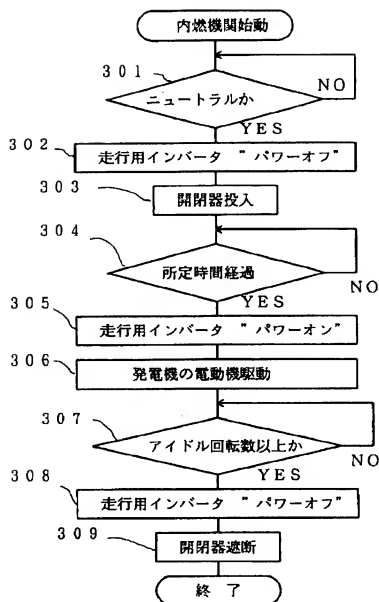 内燃機関始動
301
ニュートラルか
NO
YES
302
走行用インバータ ”パワーオフ”
303
開閉器投入
304
所定時間経過
NO
YES
305
走行用インバータ ”パワーオン”
306
発電機の電動機駆動
307
アイドル回転数以上か
NO
YES
308
走行用インバータ ”パワーオフ”
309
開閉器遮断
終 了